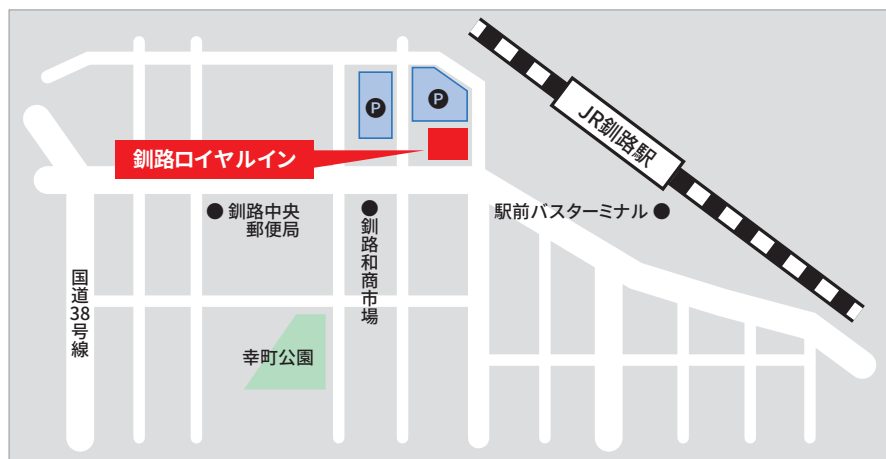 P
P
JR釧路駅
釧路ロイヤルイン
釧路中央
郵便局
釧路和商市場
駅前バスターミナル
国道38号線
幸町公園